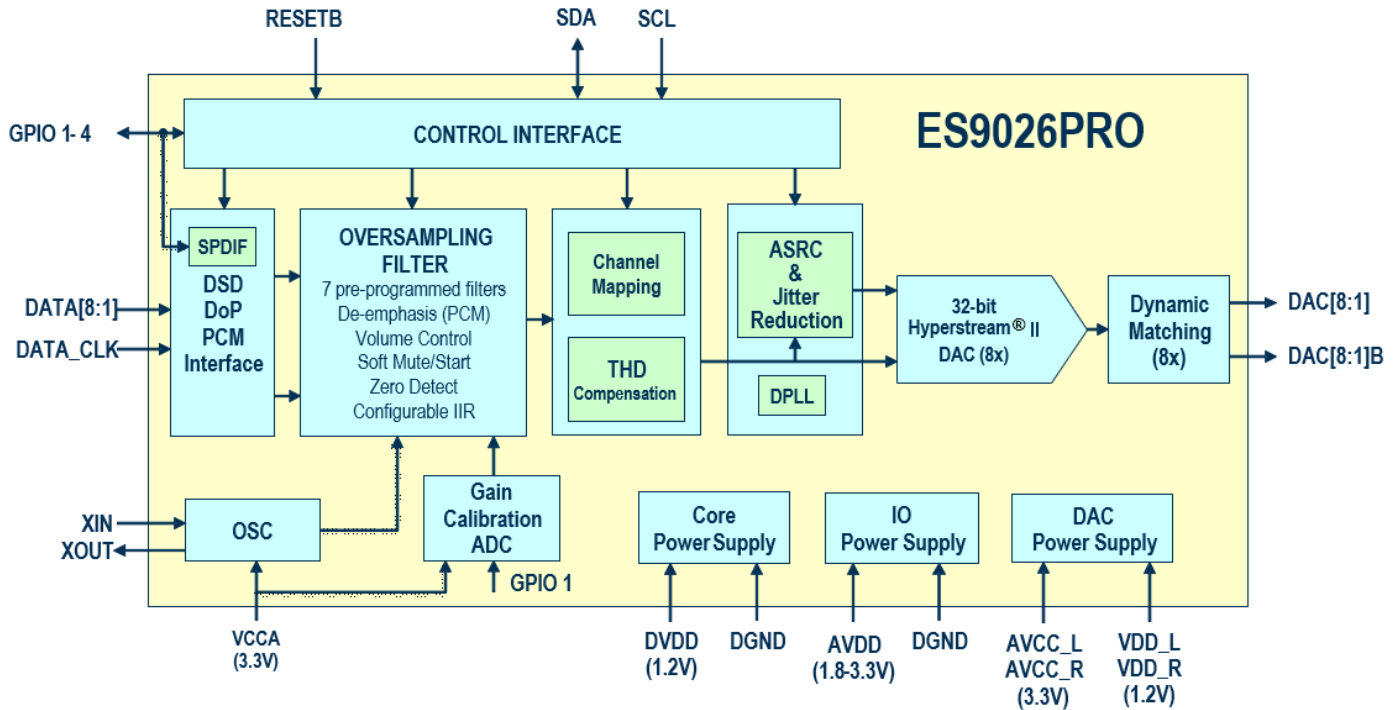 RESETB
SDA
SCL
GPIO 1- 4
CONTROL INTERFACE
ES9026PRO
SPDIF
DSD
DoP
PCM
Interface
DATA[8:1]
DATA_CLK
OVERSAMPLING
FILTER
7 pre-programmed filters
De-emphasis (PCM)
Volume Control
Soft Mute/Start
Zero Detect
Configurable IIR
Channel
Mapping
THD
Compensation
ASRC
&
Jitter
Reduction
DPLL
32-bit
Hyperstream® II
DAC (8x)
Dynamic
Matching
(8x)
DAC[8:1]
DAC[8:1]B
XIN
XOUT
OSC
Gain
Calibration
ADC
GPIO 1
VCCA
(3.3V)
Core
Power Supply
DVDD
(1.2V)
DGND
IO
Power Supply
AVDD
(1.8-3.3V)
DGND
DAC
Power Supply
AVCC_L
AVCC_R
(3.3V)
VDD_L
VDD_R
(1.2V)